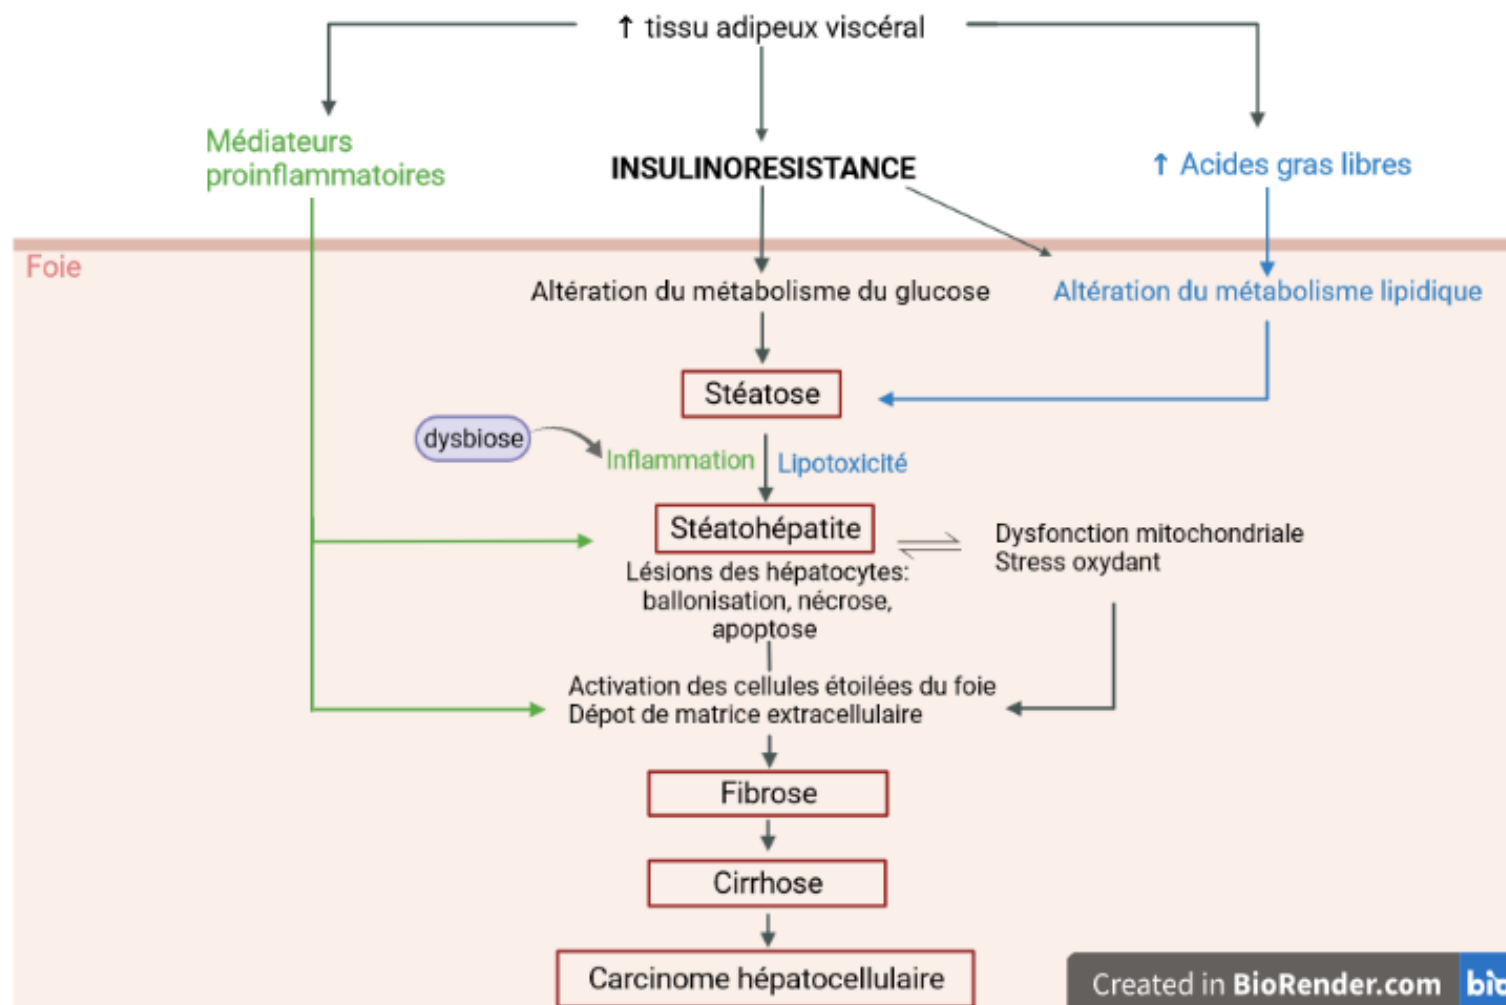 ↑ tissu adipeux viscéral
Médiateurs
proinflammatoires
INSULINORESISTANCE
↑ Acides gras libres
Foie
Altération du métabolisme du glucose
Altération du métabolisme lipidique
Stéatose
dysbiose
Inflammation
Lipotoxicité
Stéatohépatite
Dysfonction mitochondriale
Stress oxydant
Lésions des hépatocytes:
ballonisation, nécrose,
apoptose
Activation des cellules étoilées du foie
Dépot de matrice extracellulaire
Fibrose
Cirrhose
Carcinome hépatocellulaire
Created in BioRender.com
bio